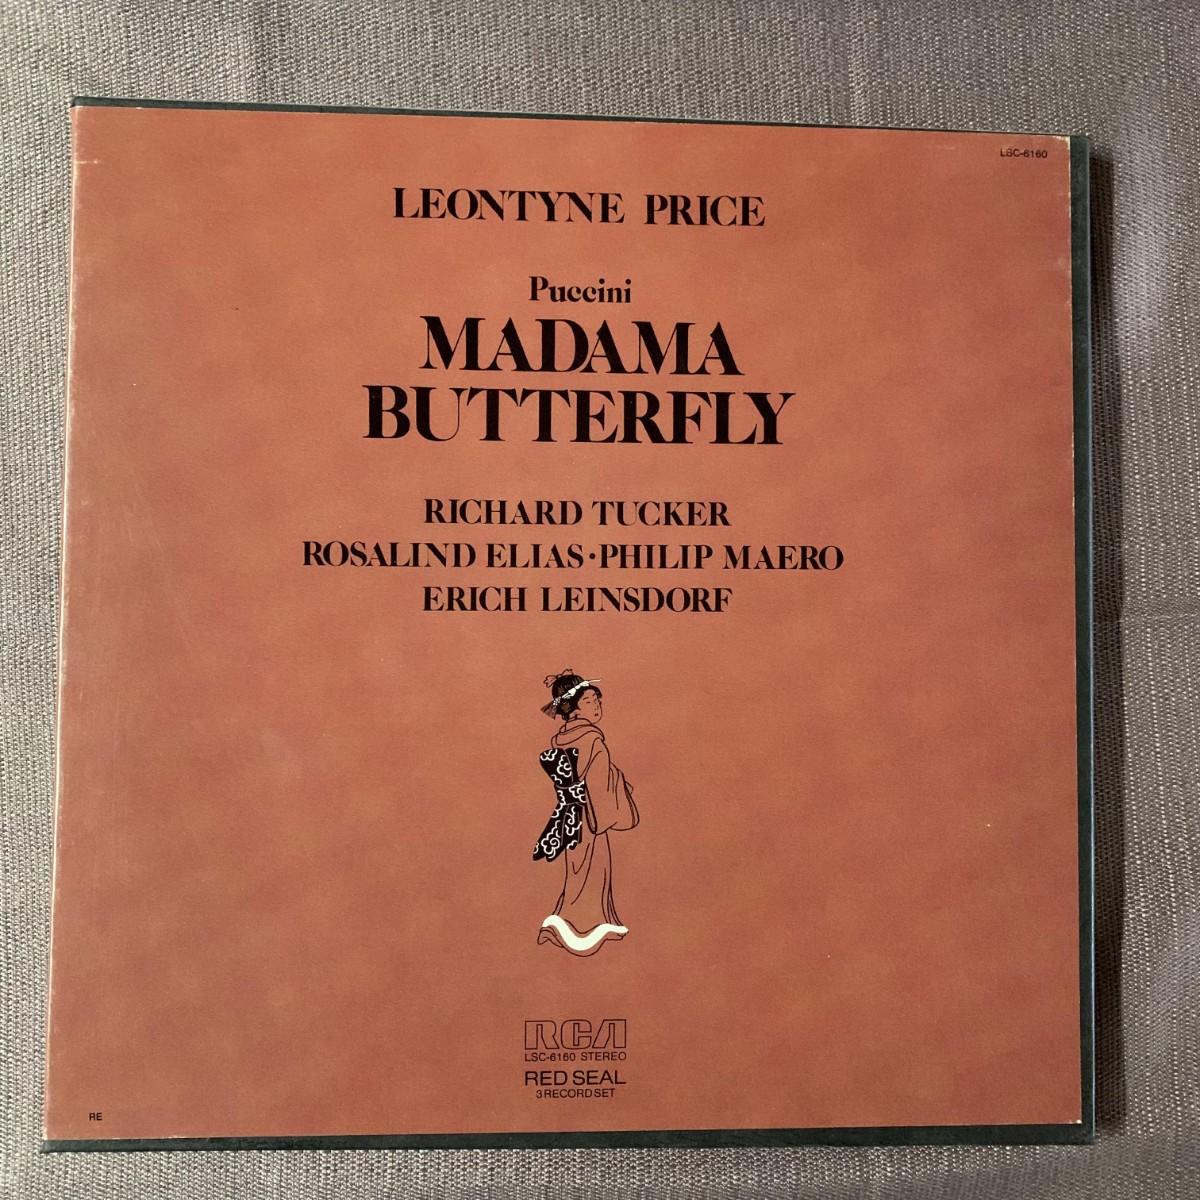 LSC-6160
LEONTYNE PRICE
Puccini
MADAMA
BUTTERFLY
RICHARD TUCKER
ROSALIND ELIAS·PHILIP MAERO
ERICH LEINSDORF
RCA
LSC-6160 STEREO
RED SEAL
3 RECORD SET
RE